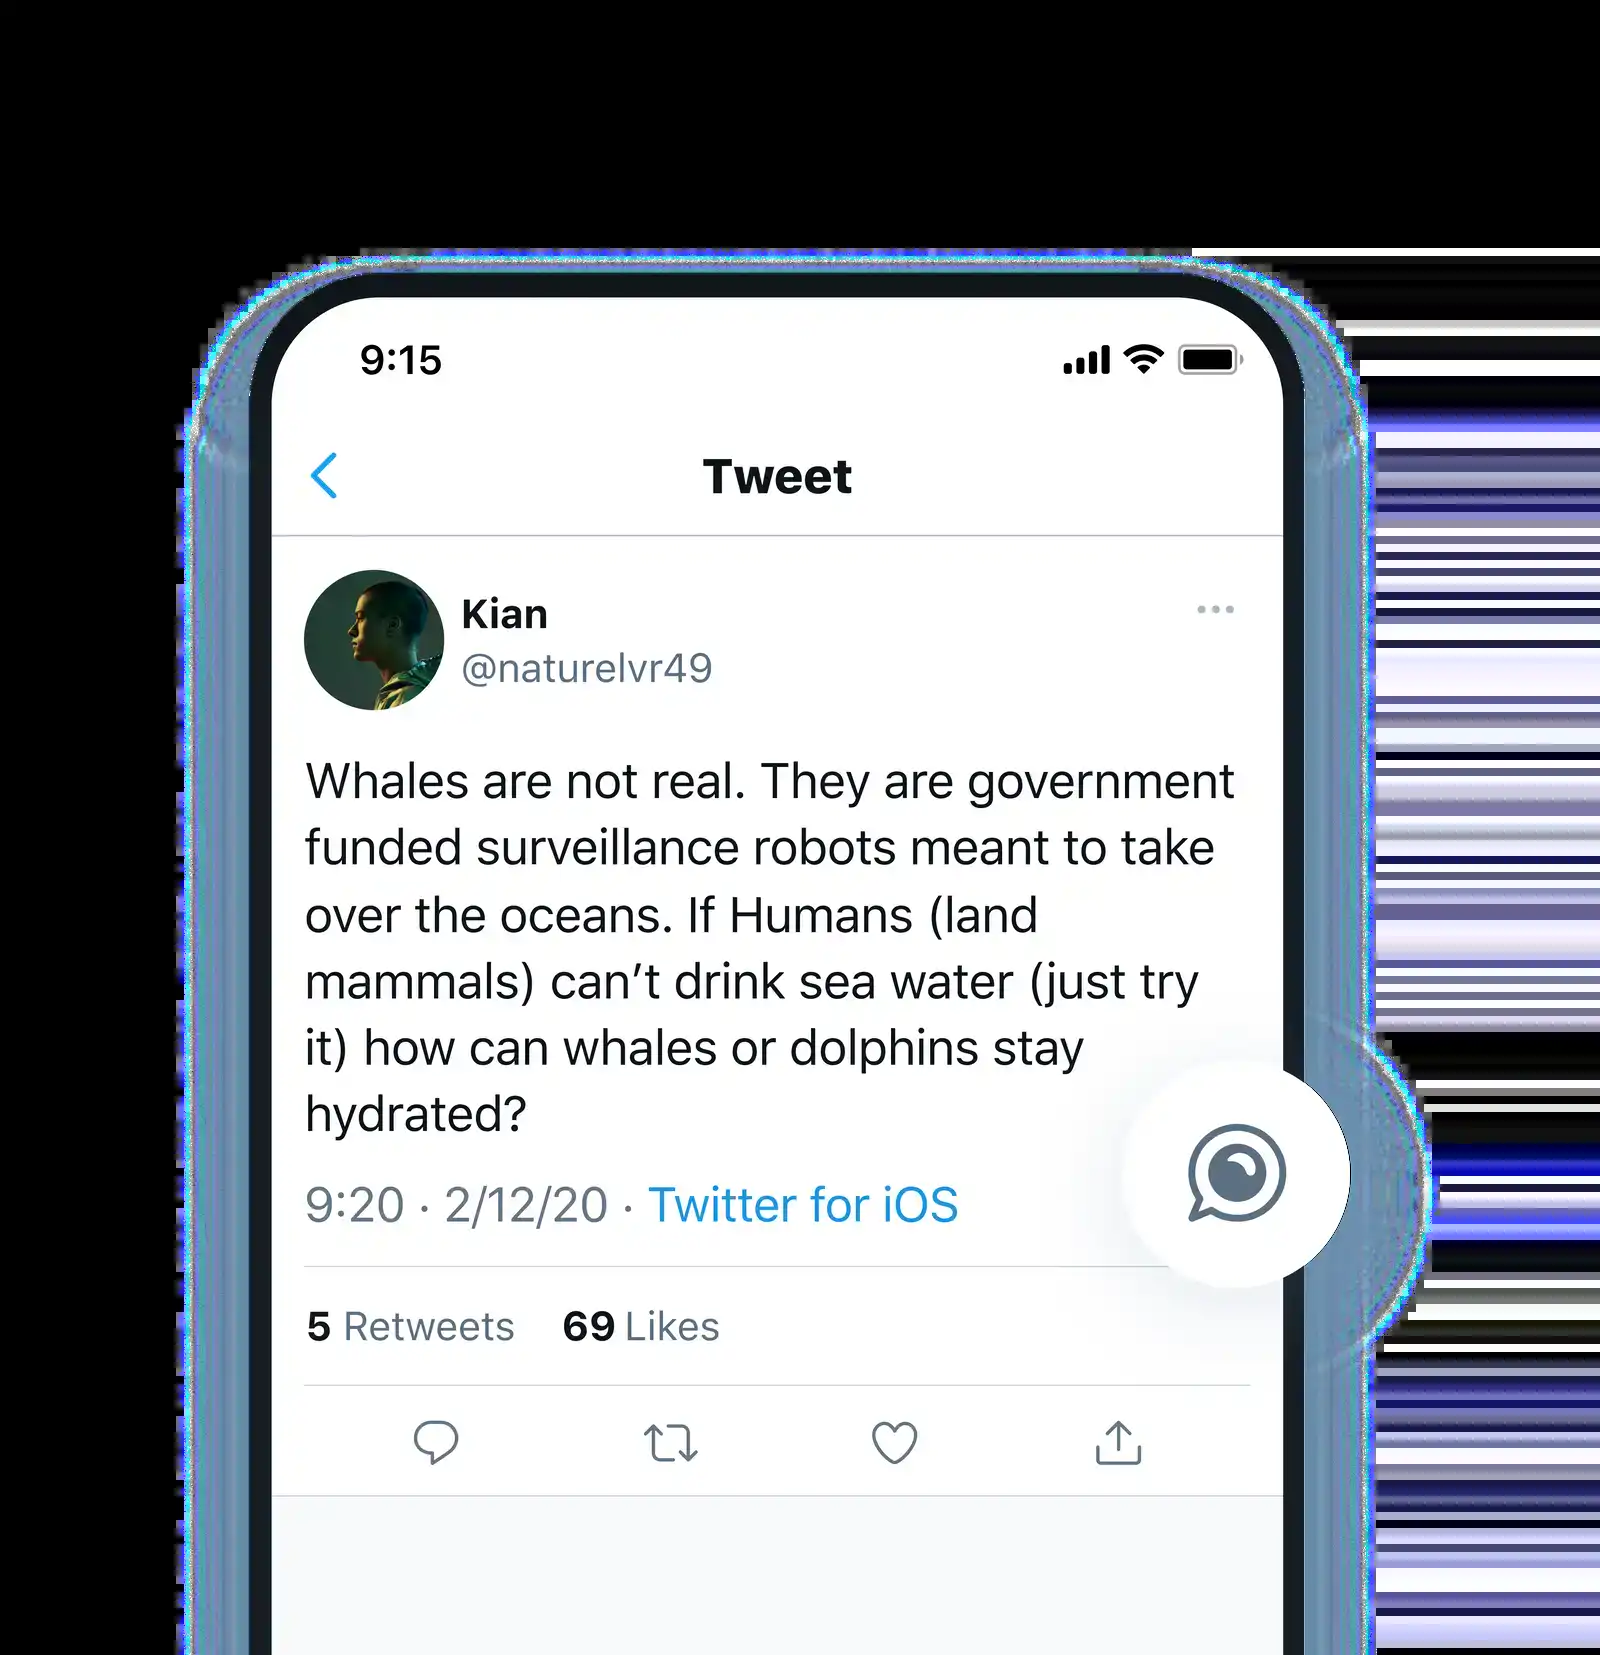 9:15
Tweet
Kian
@naturelvr49
Whales are not real. They are government
funded surveillance robots meant to take
over the oceans. If Humans (land
mammals) can’t drink sea water (just try
it) how can whales or dolphins stay
hydrated?
9:20 · 2/12/20 · Twitter for iOS
5 Retweets 69 Likes